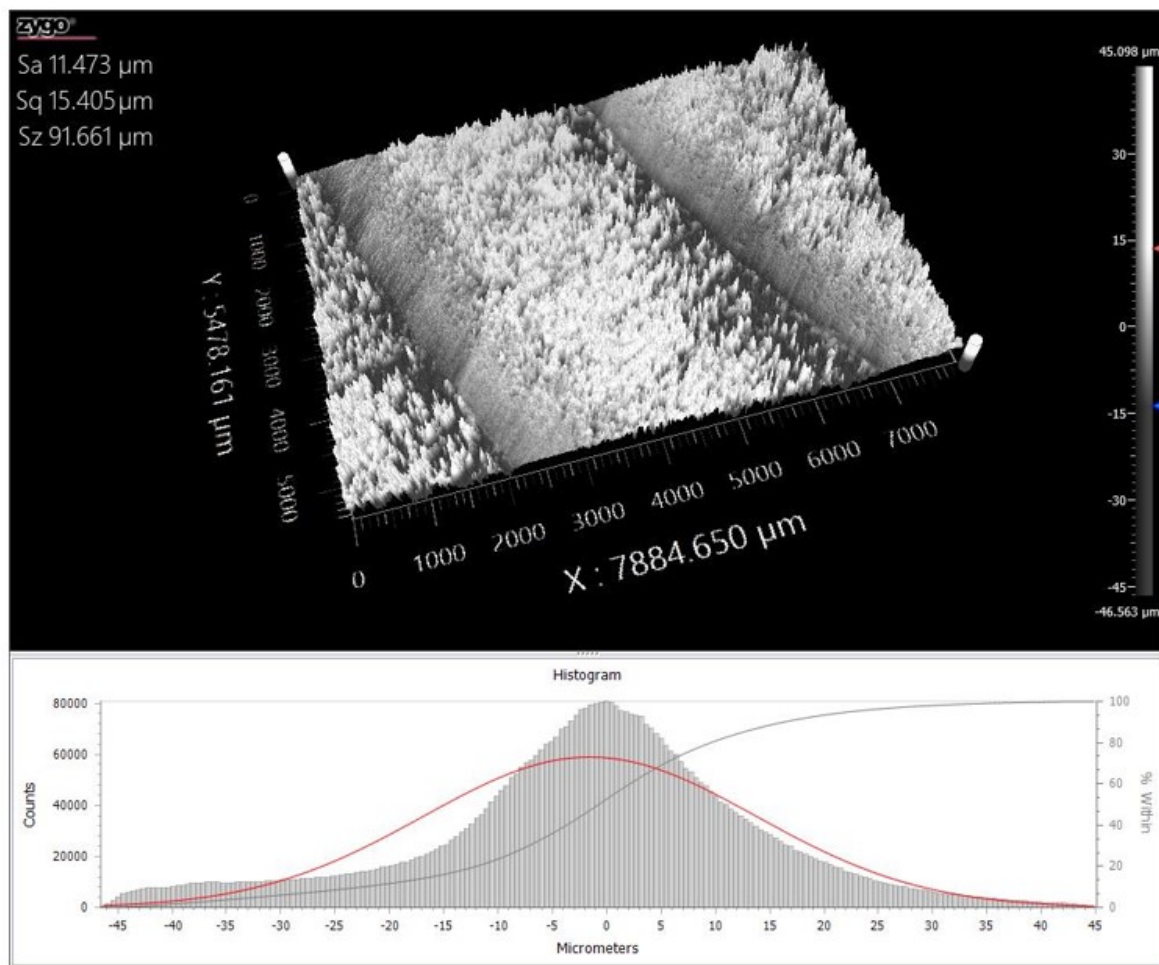 zygo®
Sa 11.473 µm
Sq 15.405 µm
Sz 91.661 µm
45.098 µm
30
15
0
-15
-30
-45
-46.563 µm
0
1000
2000
3000
4000
5000
Y : 5478.161 µm
0 1000 2000 3000 4000 5000 6000 7000
X : 7884.650 µm
Histogram
Counts
80000
60000
40000
20000
0
100
80
60
40
20
0
% Within
-45 -40 -35 -30 -25 -20 -15 -10 -5 0 5 10 15 20 25 30 35 40 45
Micrometers